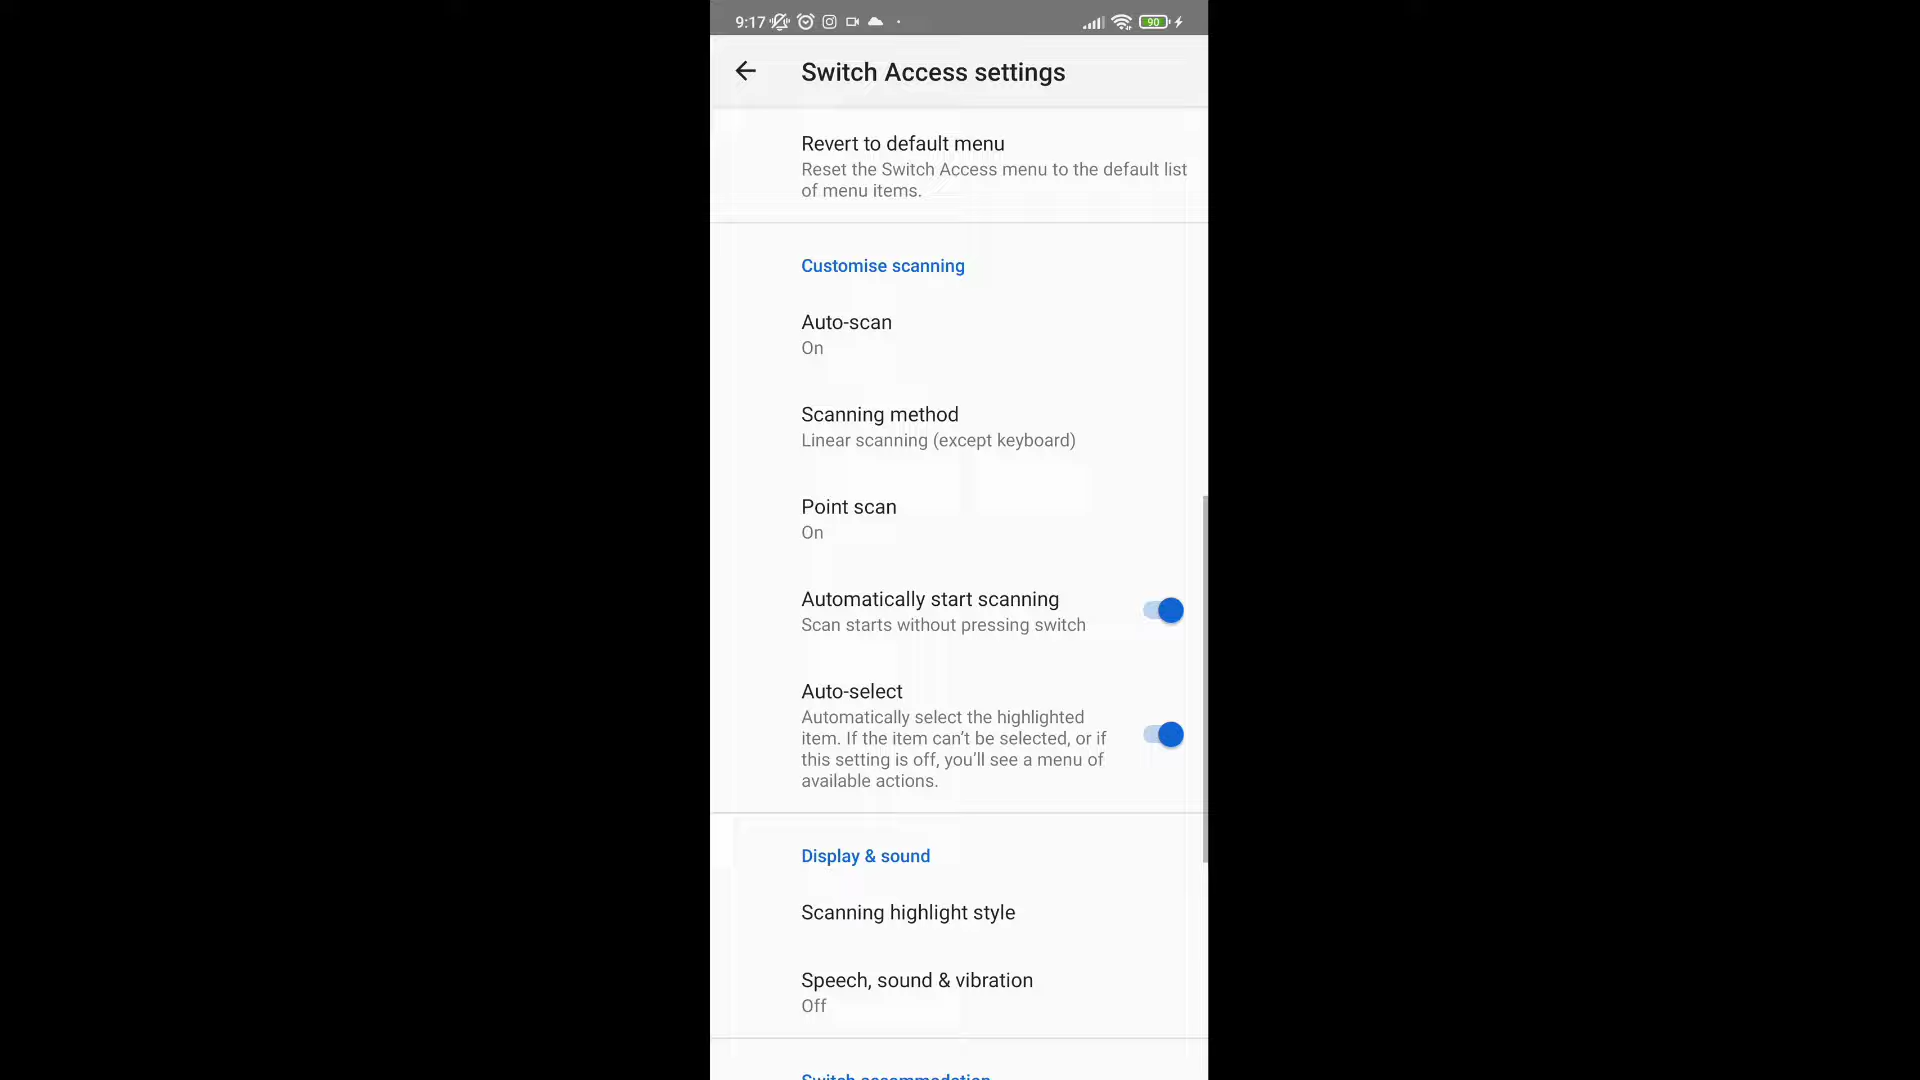 9:17
90
Switch Access settings
Revert to default menu
Reset the Switch Access menu to the default list
of menu items.
Customise scanning
Auto-scan
On
Scanning method
Linear scanning (except keyboard)
Point scan
On
Automatically start scanning
Scan starts without pressing switch
Auto-select
Automatically select the highlighted
item. If the item can’t be selected, or if
this setting is off, you’ll see a menu of
available actions.
Display & sound
Scanning highlight style
Speech, sound & vibration
Off
Switch accommodation